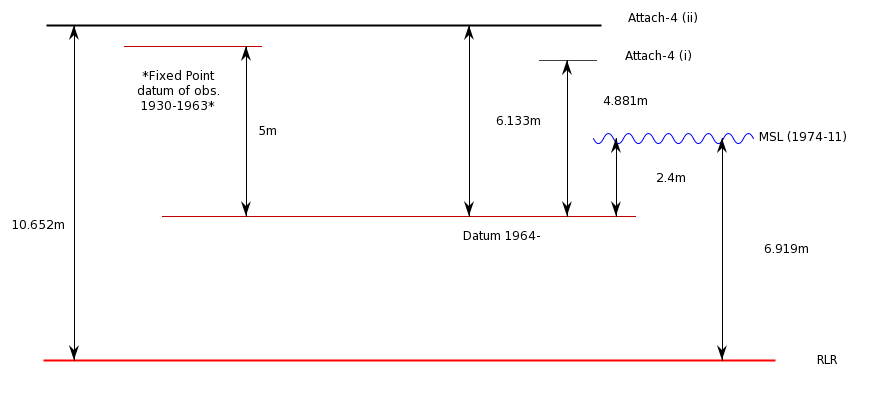 Attach-4 (ii)
Attach-4 (i)
*Fixed Point
datum of obs.
1930-1963*
4.881m
6.133m
5m
MSL (1974-11)
2.4m
10.652m
Datum 1964-
6.919m
RLR